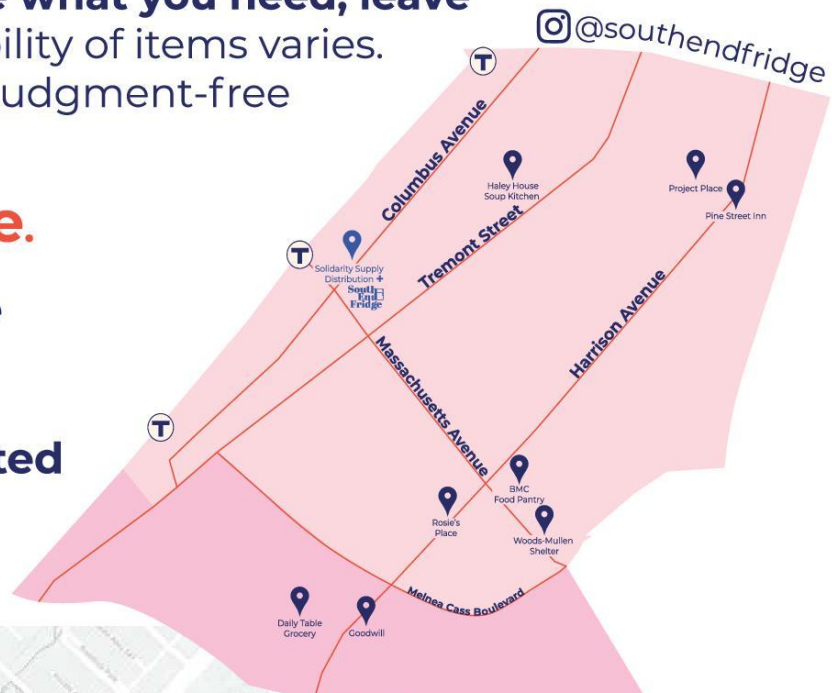 what you need, leave
bility of items varies.
udgment-free
@southendfridge
e.
e
ted
T
Columbus Avenue
Haley House
Soup Kitchen
Project Place
Pine Street Inn
T
Solidarity Supply
Distribution +
South
End
Fridge
Tremont Street
Harrison Avenue
Massachusetts Avenue
T
BMC
Food Pantry
Rosie's
Place
Woods-Mullen
Shelter
Melnea Cass Boulevard
Daily Table
Grocery
Goodwill